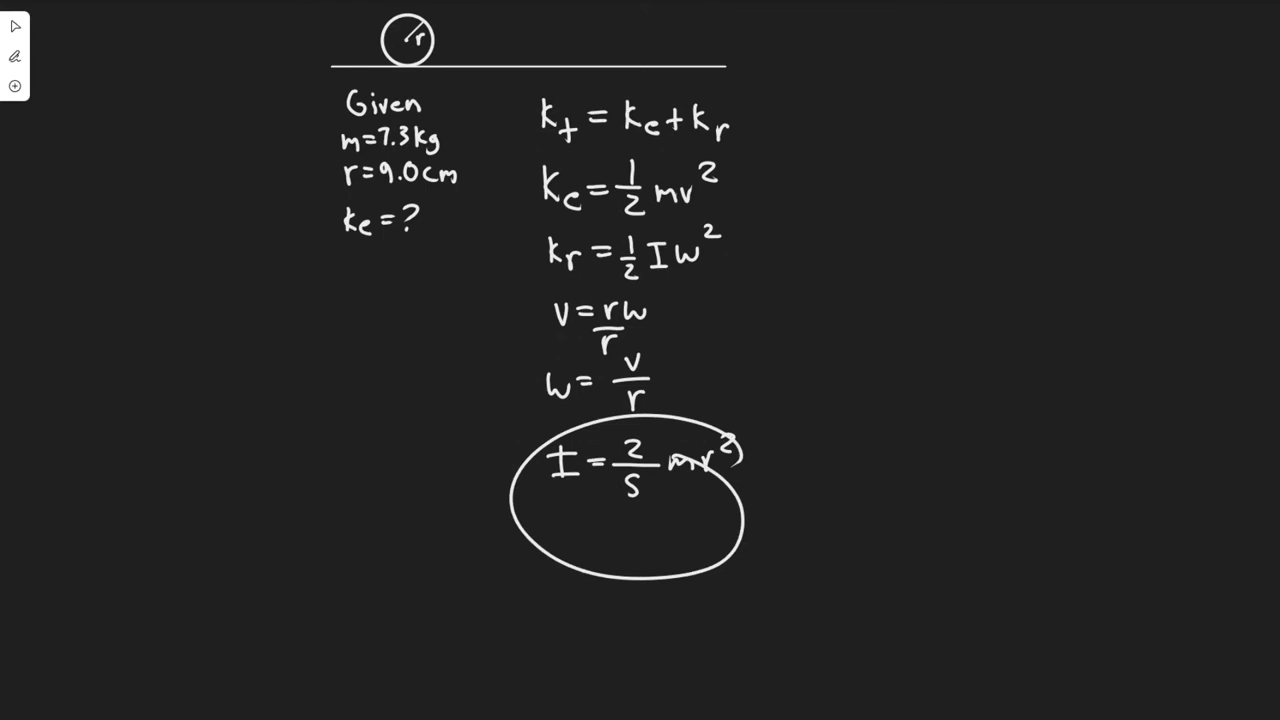 r
Given
m=7.3kg
r=9.0cm
ke=?
kt = ke+kr
ke=1/2 mv²
kr=1/2 Iw²
v=rw/r
w=v/r
I=2/5 mr²